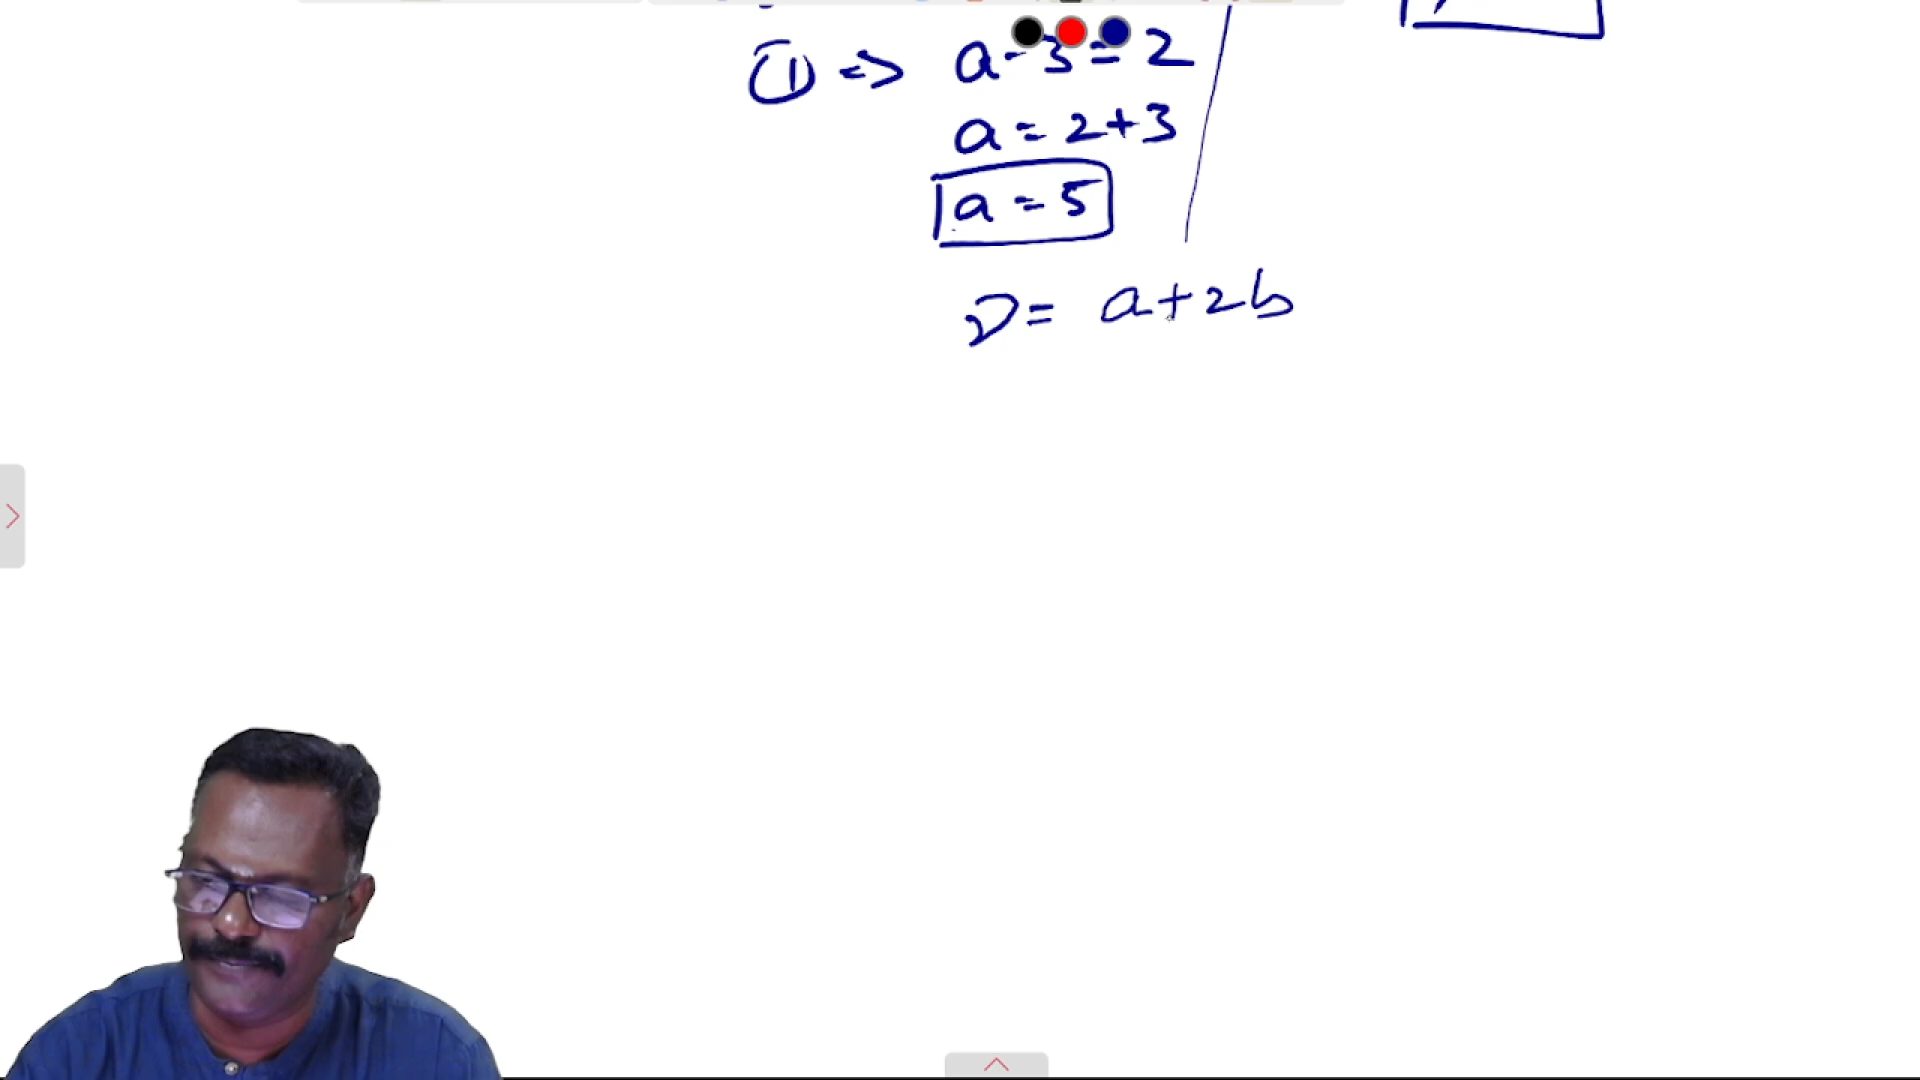 ① => a - 3 = 2
a = 2+3
a = 5
ν = a+2b